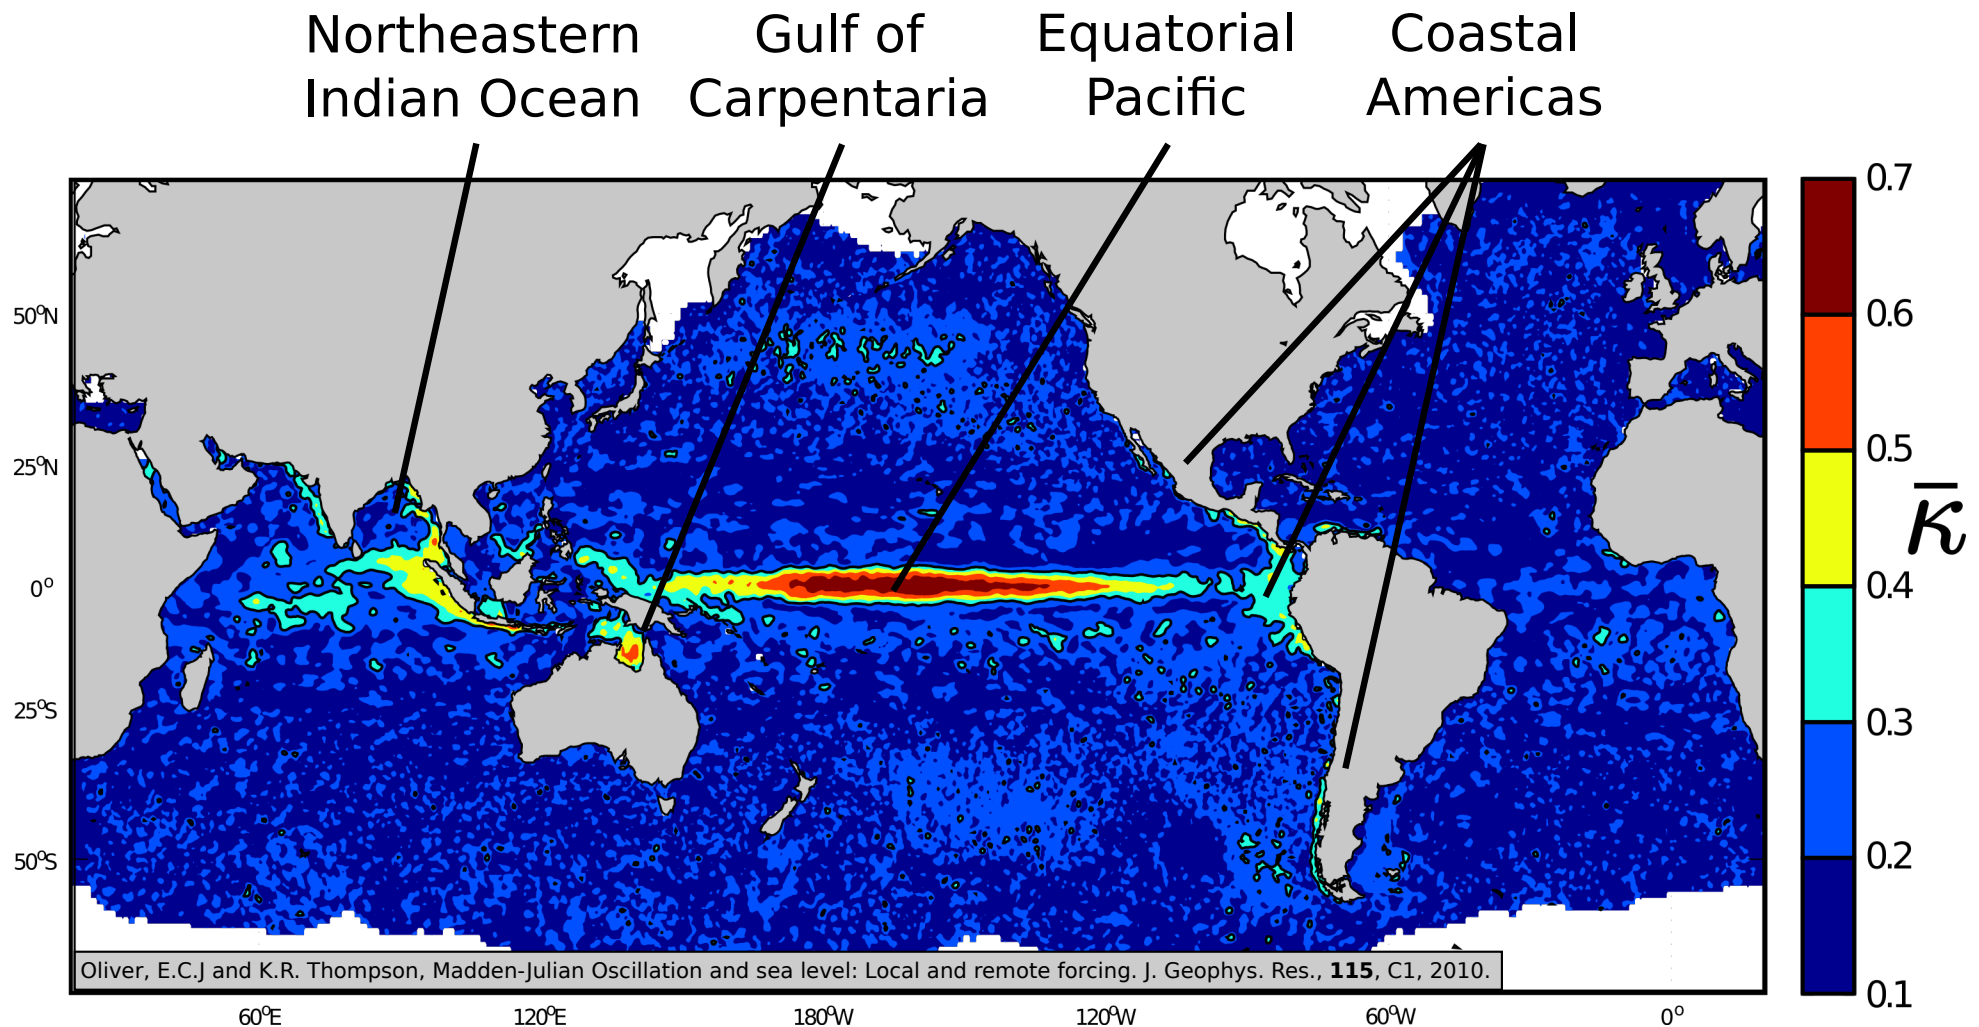 Northeastern
Indian Ocean
Gulf of
Carpentaria
Equatorial
Pacific
Coastal
Americas
50°N
25°N
0°
25°S
50°S
60°E
120°E
180°W
120°W
60°W
0°
0.7
0.6
0.5
0.4
0.3
0.2
0.1
κ̄
Oliver, E.C.J and K.R. Thompson, Madden-Julian Oscillation and sea level: Local and remote forcing. J. Geophys. Res., 115, C1, 2010.